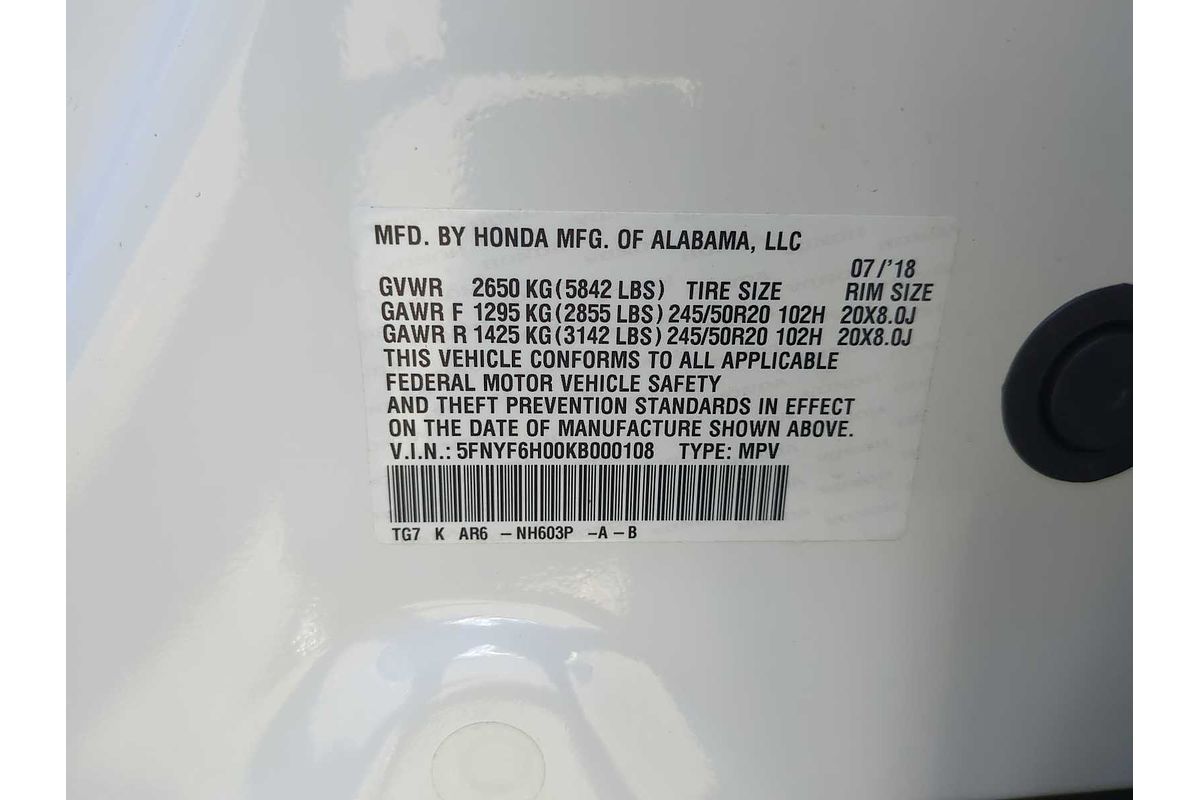 MFD. BY HONDA MFG. OF ALABAMA, LLC
07/'18
GVWR 2650 KG (5842 LBS) TIRE SIZE RIM SIZE
GAWR F 1295 KG (2855 LBS) 245/50R20 102H 20X8.0J
GAWR R 1425 KG (3142 LBS) 245/50R20 102H 20X8.0J
THIS VEHICLE CONFORMS TO ALL APPLICABLE
FEDERAL MOTOR VEHICLE SAFETY
AND THEFT PREVENTION STANDARDS IN EFFECT
ON THE DATE OF MANUFACTURE SHOWN ABOVE.
V.I.N.: 5FNYF6H00KB000108 TYPE: MPV
TG7 K AR6 -NH603P -A-B